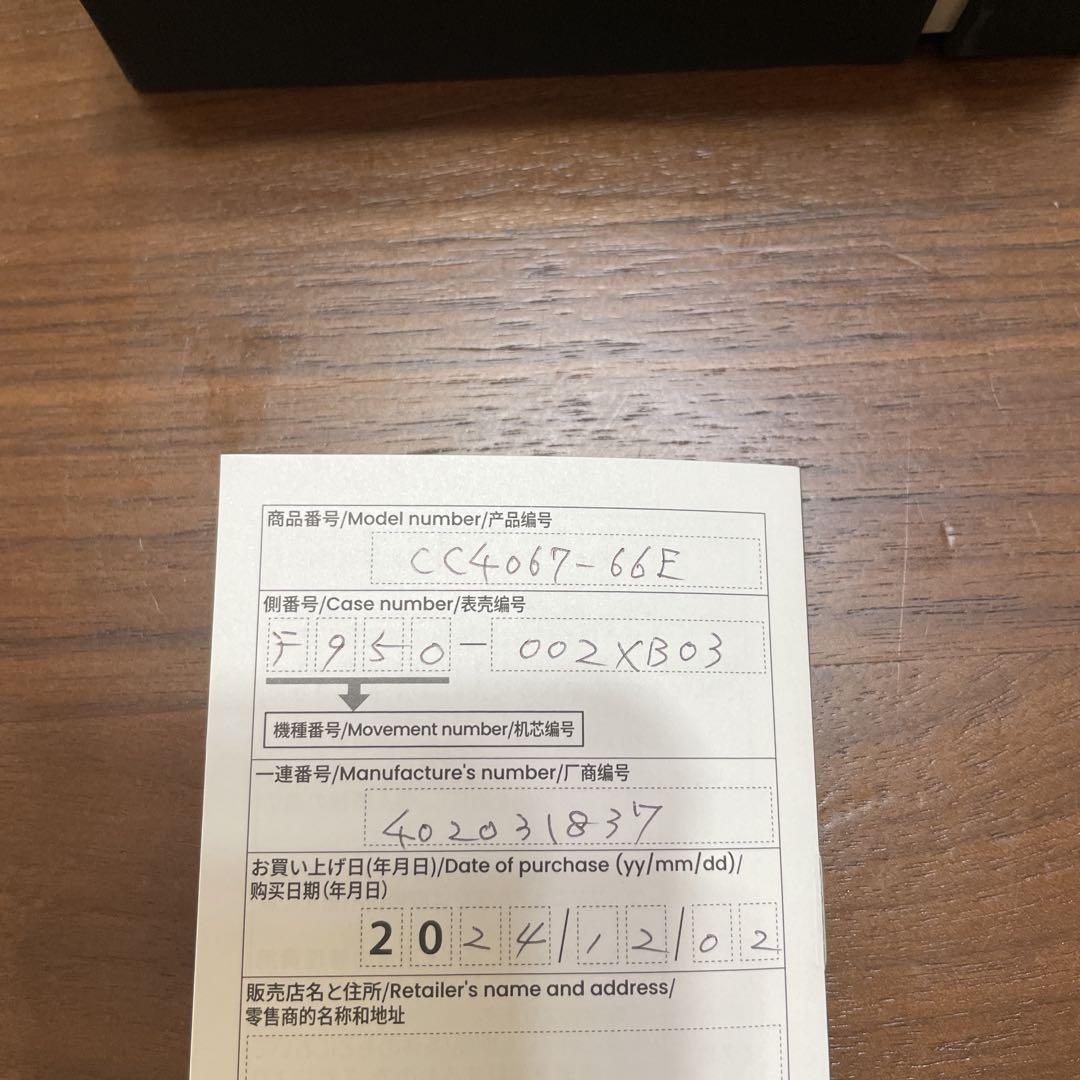 商品番号/Model number/产品编号
CC4067-66E
側番号/Case number/表壳编号
F950-002XB03
機種番号/Movement number/机芯编号
一連番号/Manufacture's number/厂商编号
402031837
お買い上げ日(年月日)/Date of purchase (yy/mm/dd)/
购买日期(年月日)
2024/12/02
販売店名と住所/Retailer's name and address/
零售商的名称和地址